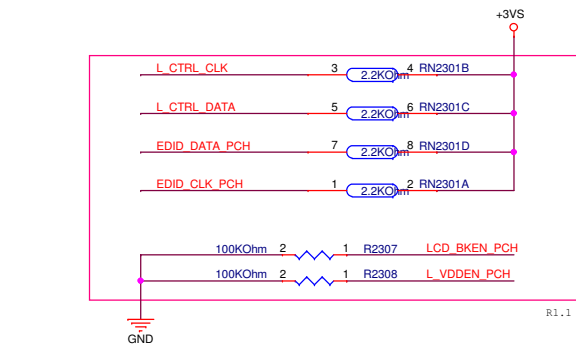 +3VS
L_CTRL_CLK 3 2.2KOhm 4 RN2301B
L_CTRL_DATA 5 2.2KOhm 6 RN2301C
EDID_DATA_PCH 7 2.2KOhm 8 RN2301D
EDID_CLK_PCH 1 2.2KOhm 2 RN2301A
100KOhm 2 1 R2307 LCD_BKEN_PCH
100KOhm 2 1 R2308 L_VDDEN_PCH
R1.1
GND